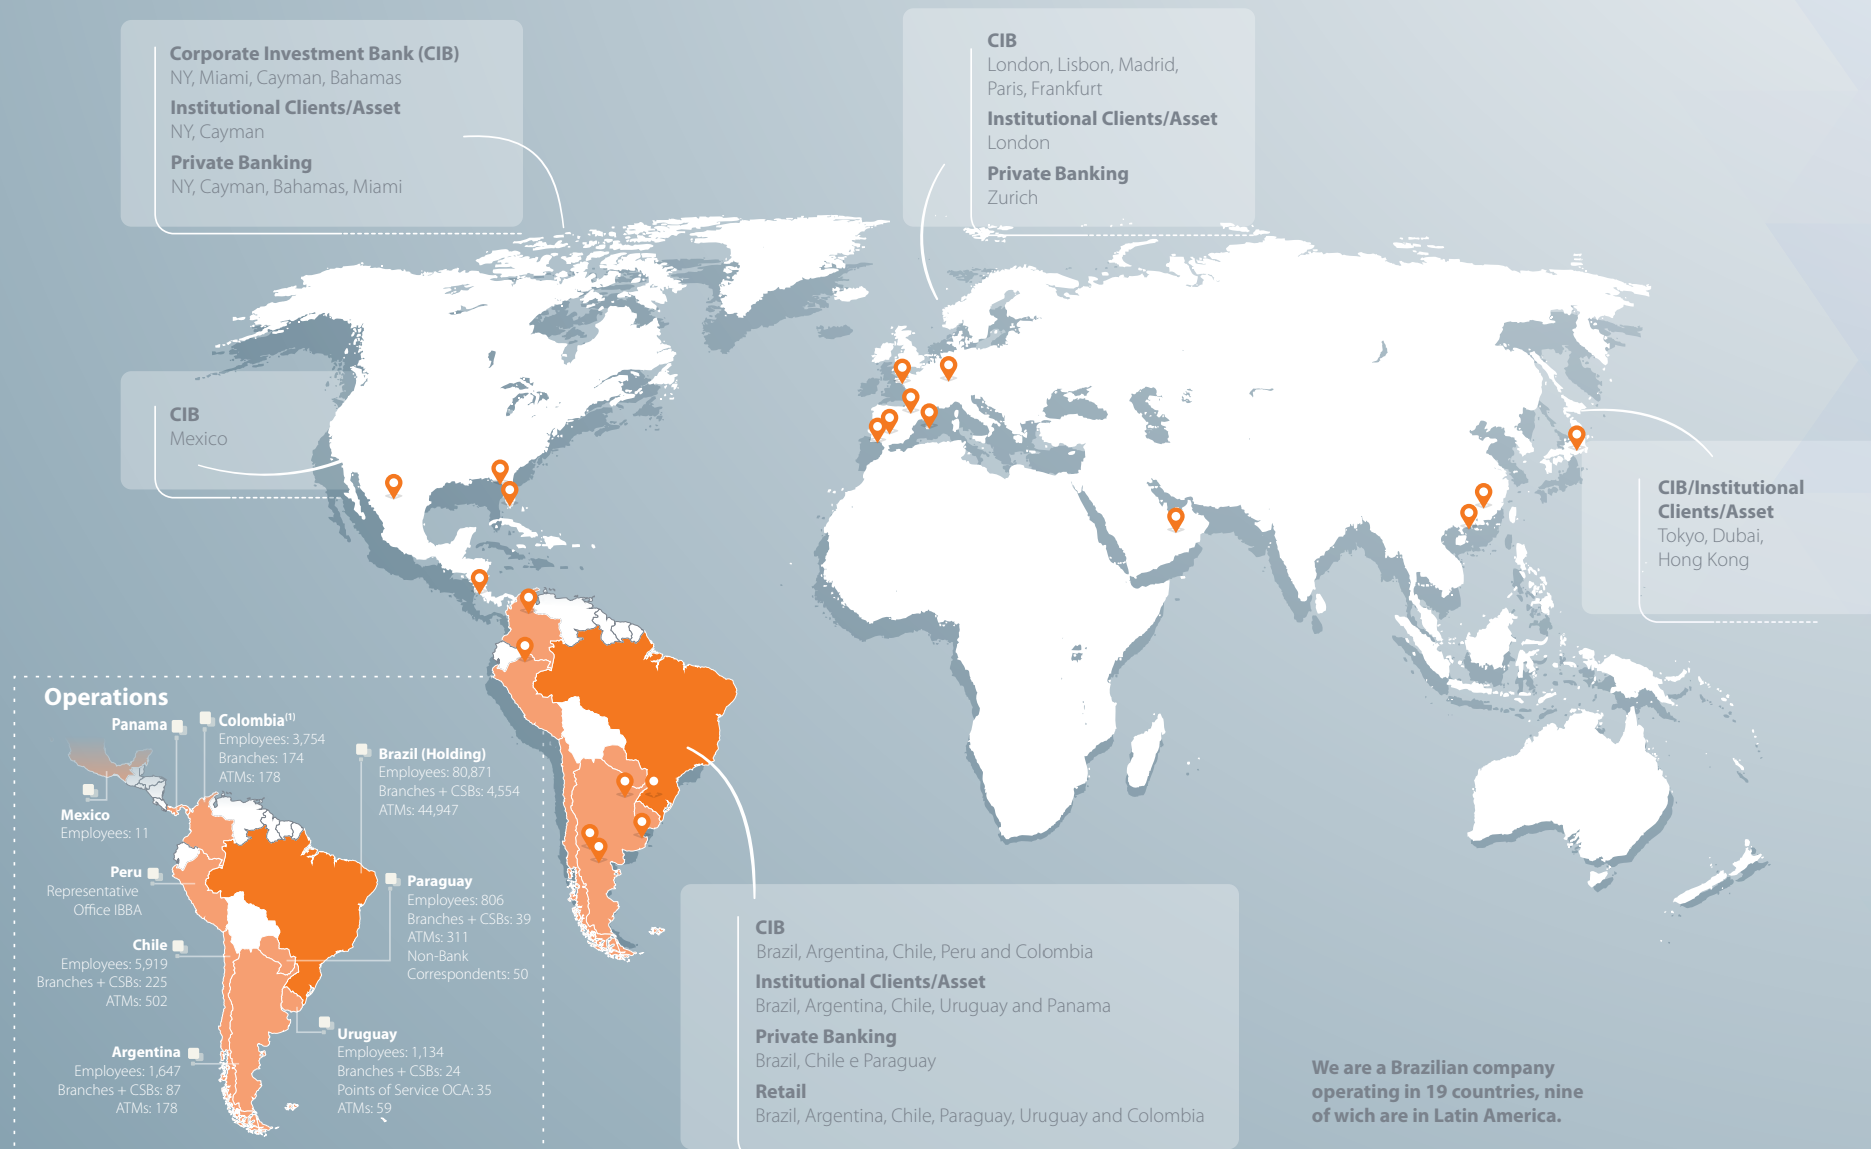 Corporate Investment Bank (CIB)
NY, Miami, Cayman, Bahamas
Institutional Clients/Asset
NY, Cayman
Private Banking
NY, Cayman, Bahamas, Miami
CIB
London, Lisbon, Madrid,
Paris, Frankfurt
Institutional Clients/Asset
London
Private Banking
Zurich
CIB
Mexico
CIB/Institutional
Clients/Asset
Tokyo, Dubai,
Hong Kong
Operations
Panama
Colombia(1)
Employees: 3,754
Branches: 174
ATMs: 178
Brazil (Holding)
Employees: 80,871
Branches + CSBs: 4,554
ATMs: 44,947
Mexico
Employees: 11
Peru
Representative
Office IBBA
Paraguay
Employees: 806
Branches + CSBs: 39
ATMs: 311
Non-Bank
Correspondents: 50
Chile
Employees: 5,919
Branches + CSBs: 225
ATMs: 502
Uruguay
Employees: 1,134
Branches + CSBs: 24
Points of Service OCA: 35
ATMs: 59
Argentina
Employees: 1,647
Branches + CSBs: 87
ATMs: 178
CIB
Brazil, Argentina, Chile, Peru and Colombia
Institutional Clients/Asset
Brazil, Argentina, Chile, Uruguay and Panama
Private Banking
Brazil, Chile e Paraguay
Retail
Brazil, Argentina, Chile, Paraguay, Uruguay and Colombia
We are a Brazilian company
operating in 19 countries, nine
of wich are in Latin America.